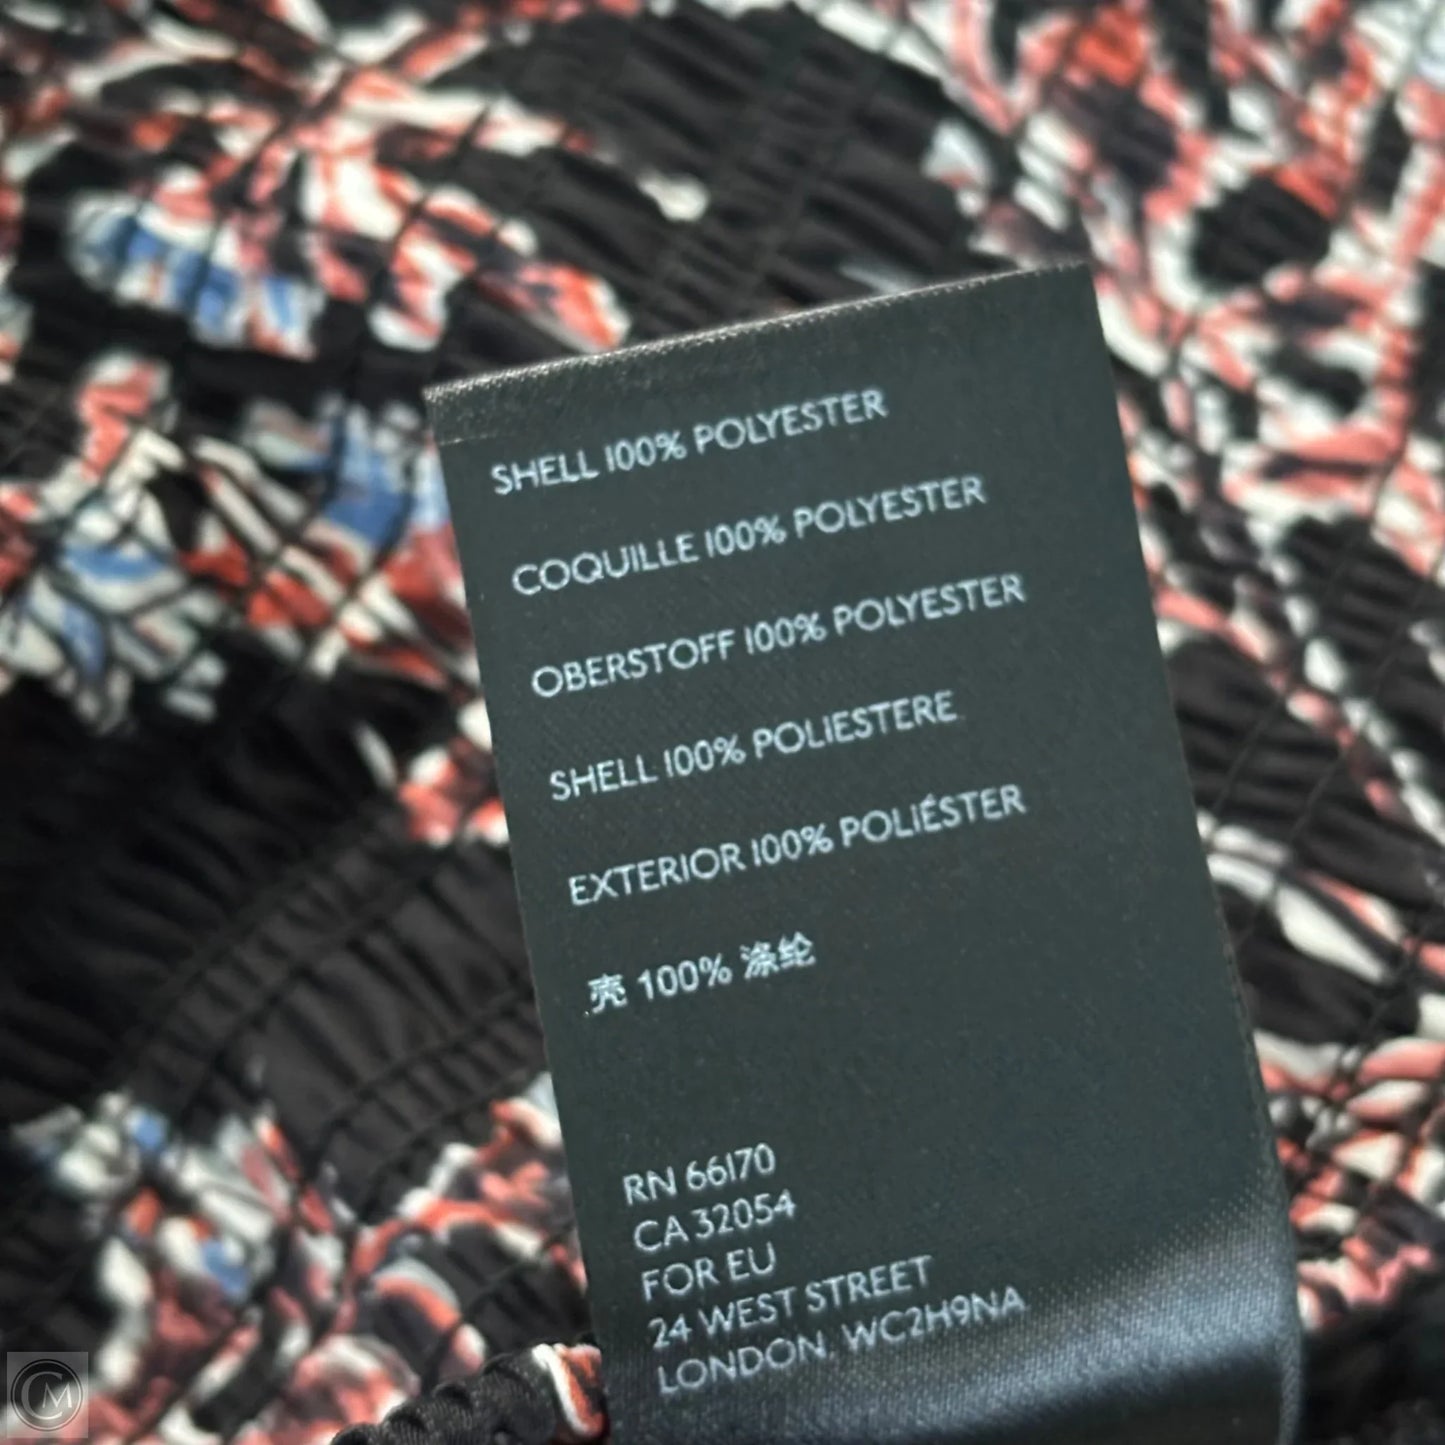 SHELL 100% POLYESTER
COQUILLE 100% POLYESTER
OBERSTOFF 100% POLYESTER
SHELL 100% POLIESTERE
EXTERIOR 100% POLIÉSTER
壳 100% 涤纶
RN 66170
CA 32054
FOR EU
24 WEST STREET
LONDON, WC2H9NA
CM